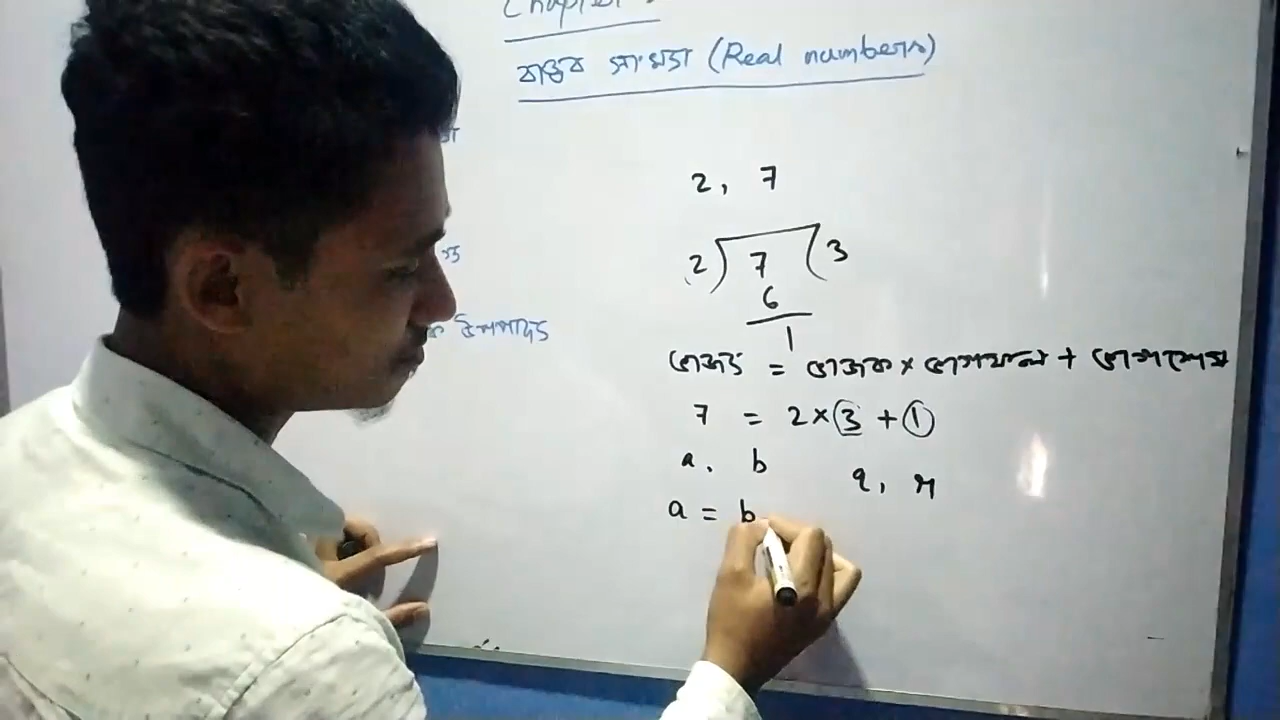 Chapter
বাস্তব সংখ্যা (Real numbers)
2, 7
2) 7 (3
6
1
ভাজ্য = ভাজক × ভাগফল + ভাগশেষ
7 = 2×3 + 1
a, b
q, r
a = b